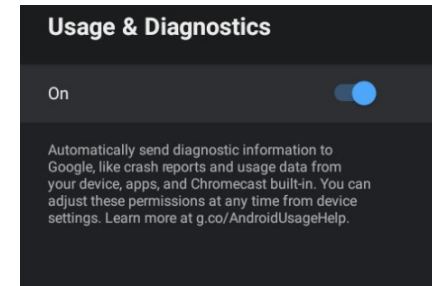 Usage & Diagnostics
On
Automatically send diagnostic information to
Google, like crash reports and usage data from
your device, apps, and Chromecast built-in. You can
adjust these permissions at any time from device
settings. Learn more at g.co/AndroidUsageHelp.